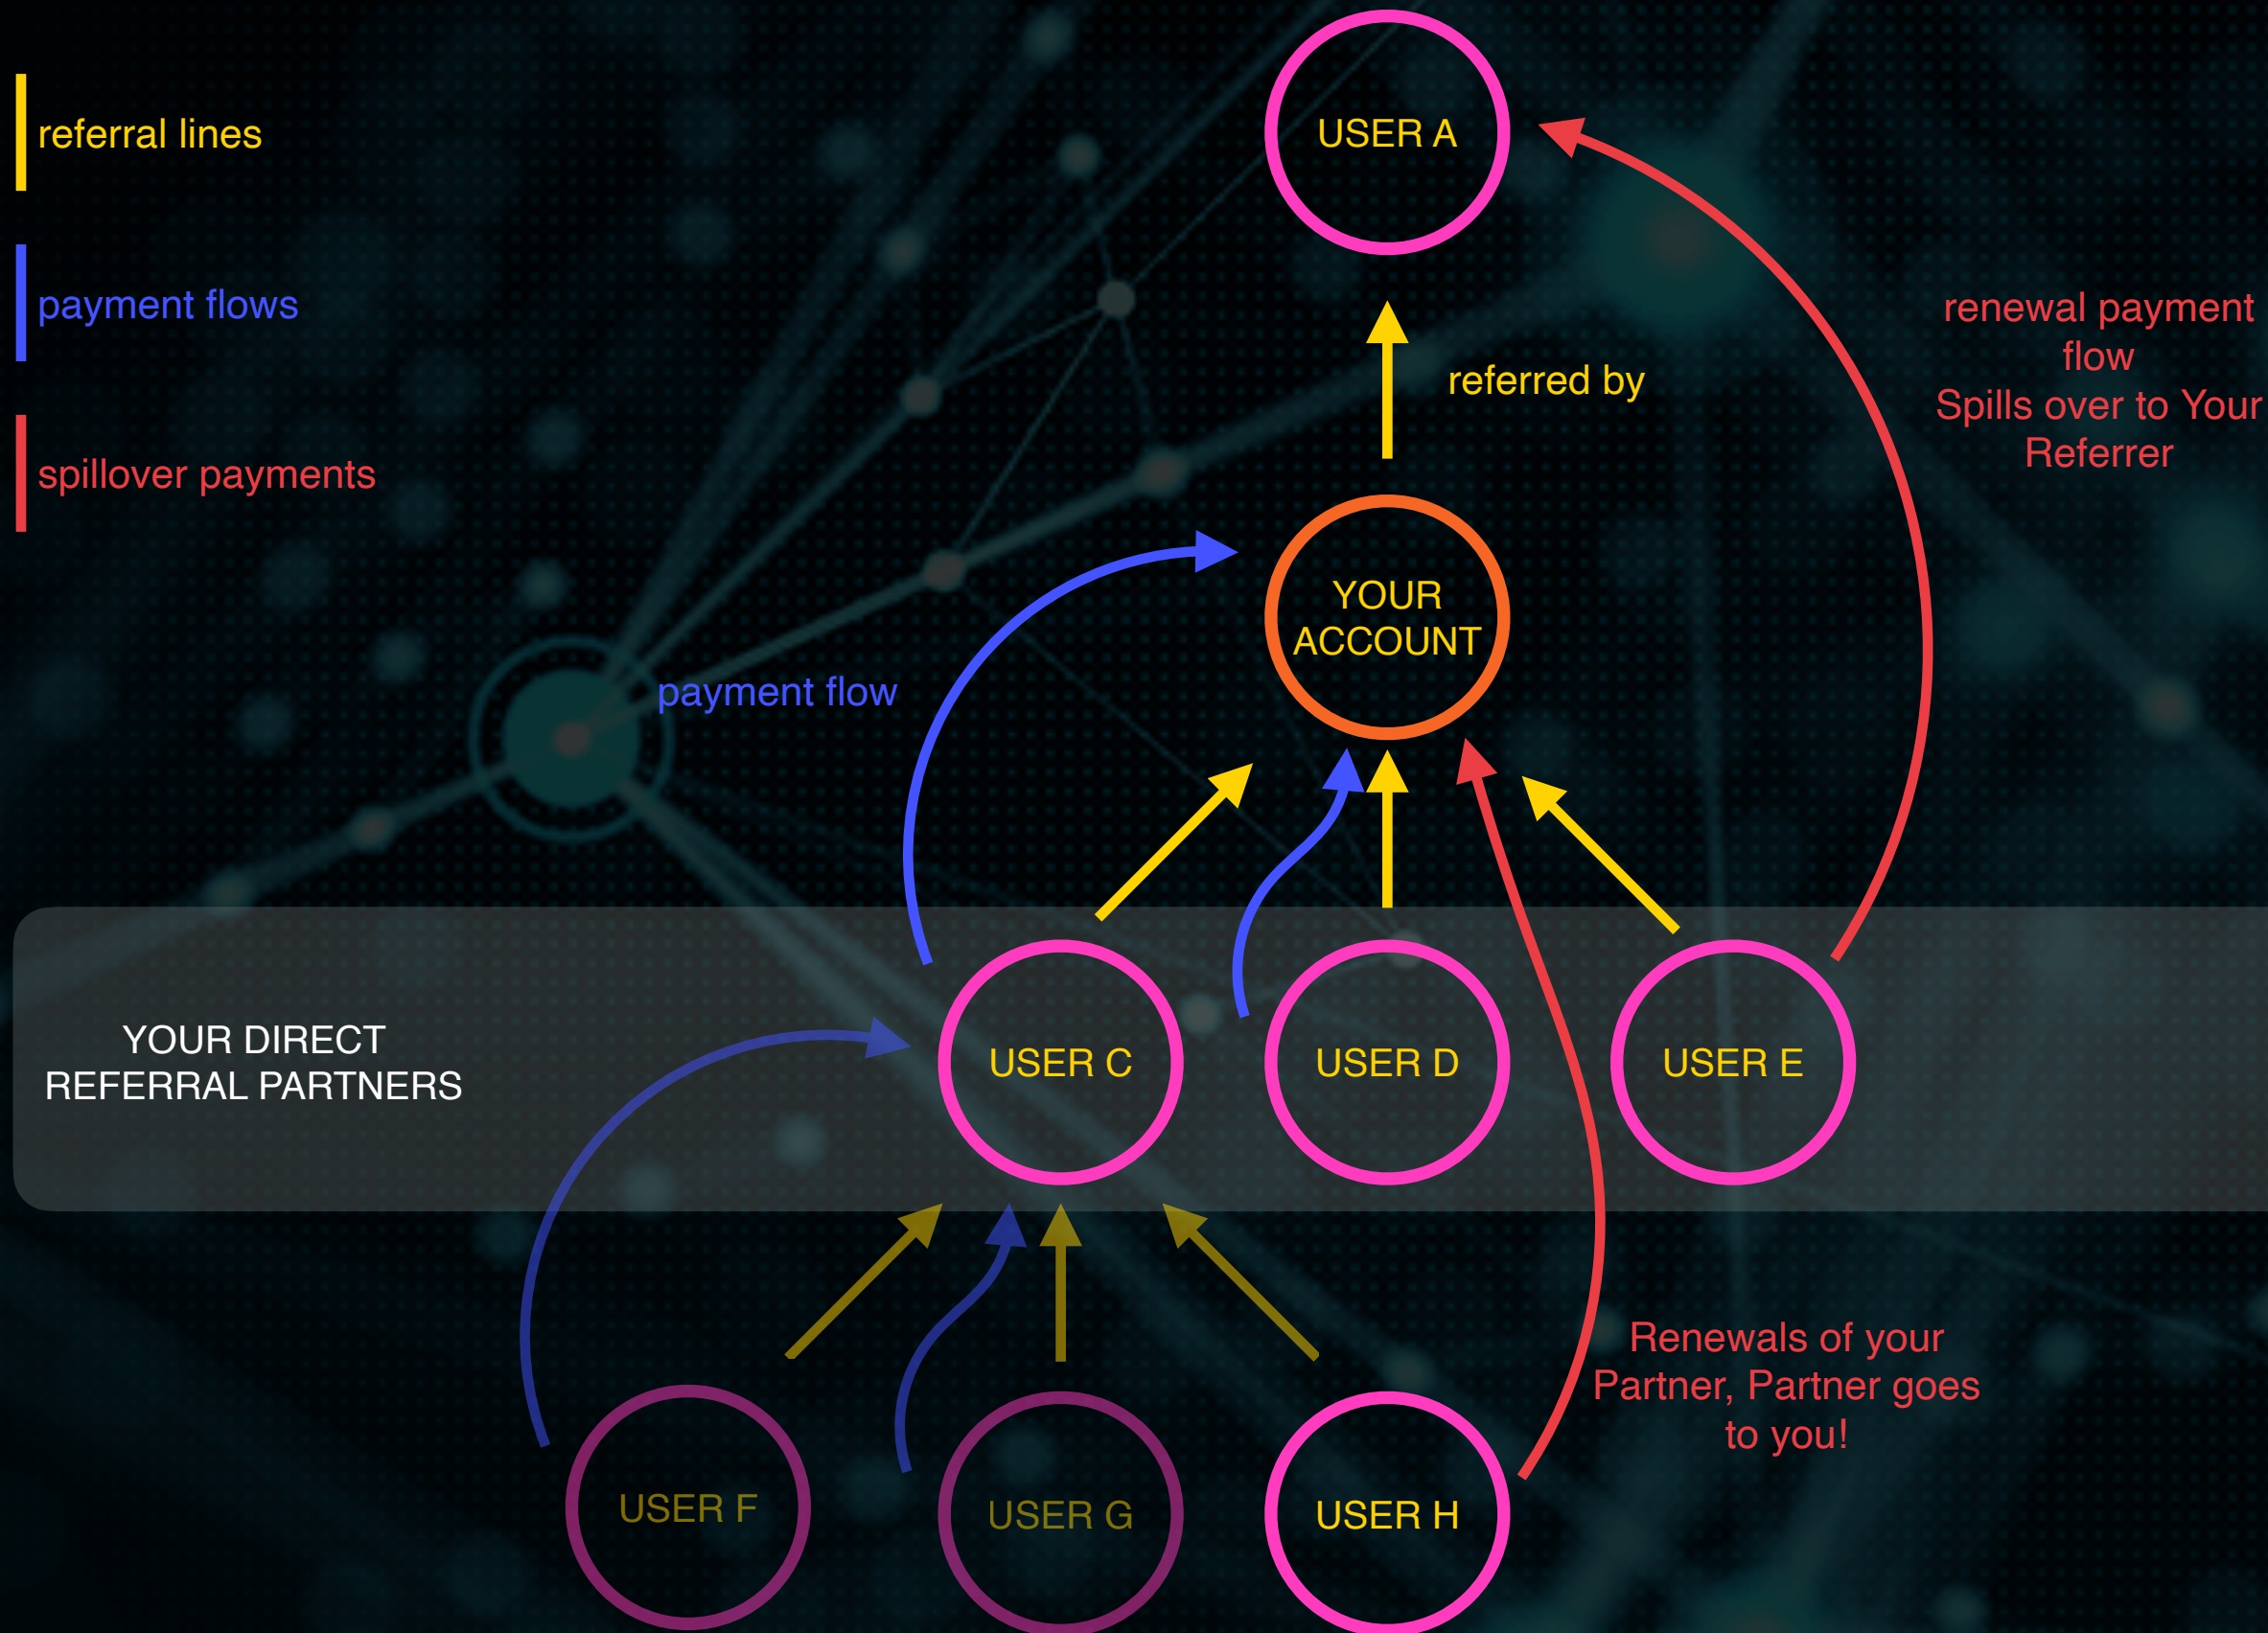 referral lines
payment flows
spillover payments
USER A
referred by
renewal payment
flow
Spills over to Your
Referrer
YOUR
ACCOUNT
payment flow
YOUR DIRECT
REFERRAL PARTNERS
USER C
USER D
USER E
Renewals of your
Partner, Partner goes
to you!
USER F
USER G
USER H